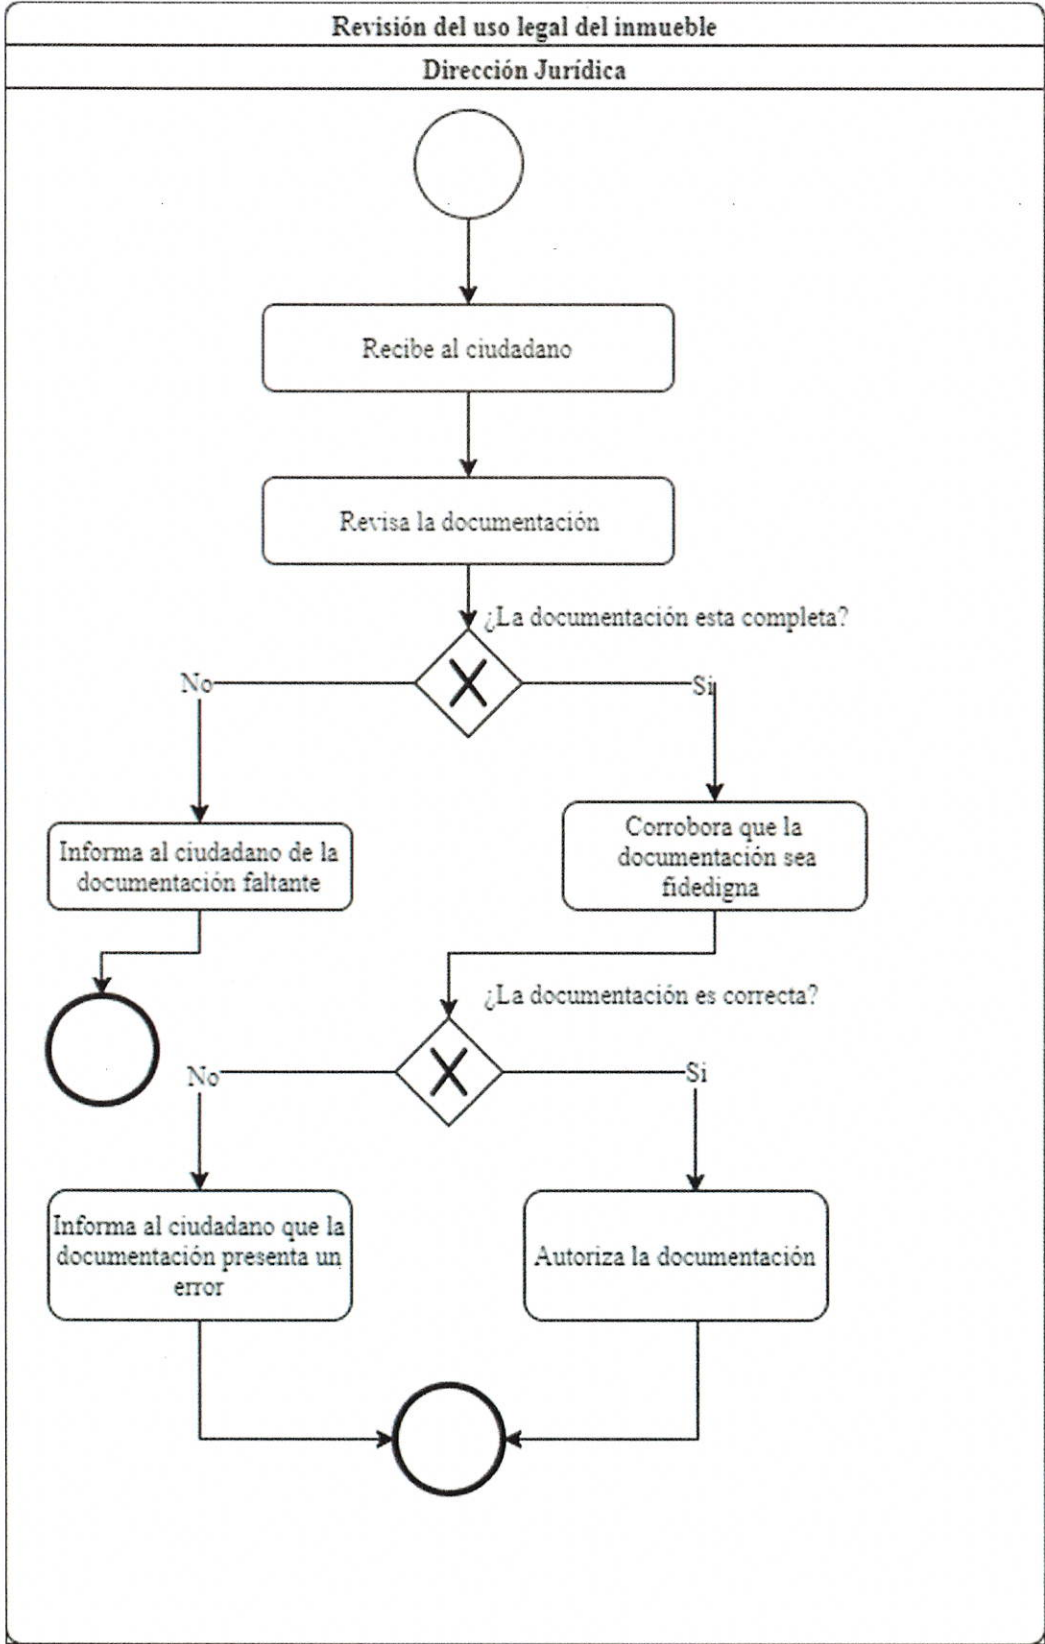 Revisión del uso legal del inmueble
Dirección Jurídica
Recibe al ciudadano
Revisa la documentación
¿La documentación esta completa?
No
Si
Informa al ciudadano de la
documentación faltante
Corrobora que la
documentación sea
fidedigna
¿La documentación es correcta?
No
Si
Informa al ciudadano que la
documentación presenta un
error
Autoriza la documentación